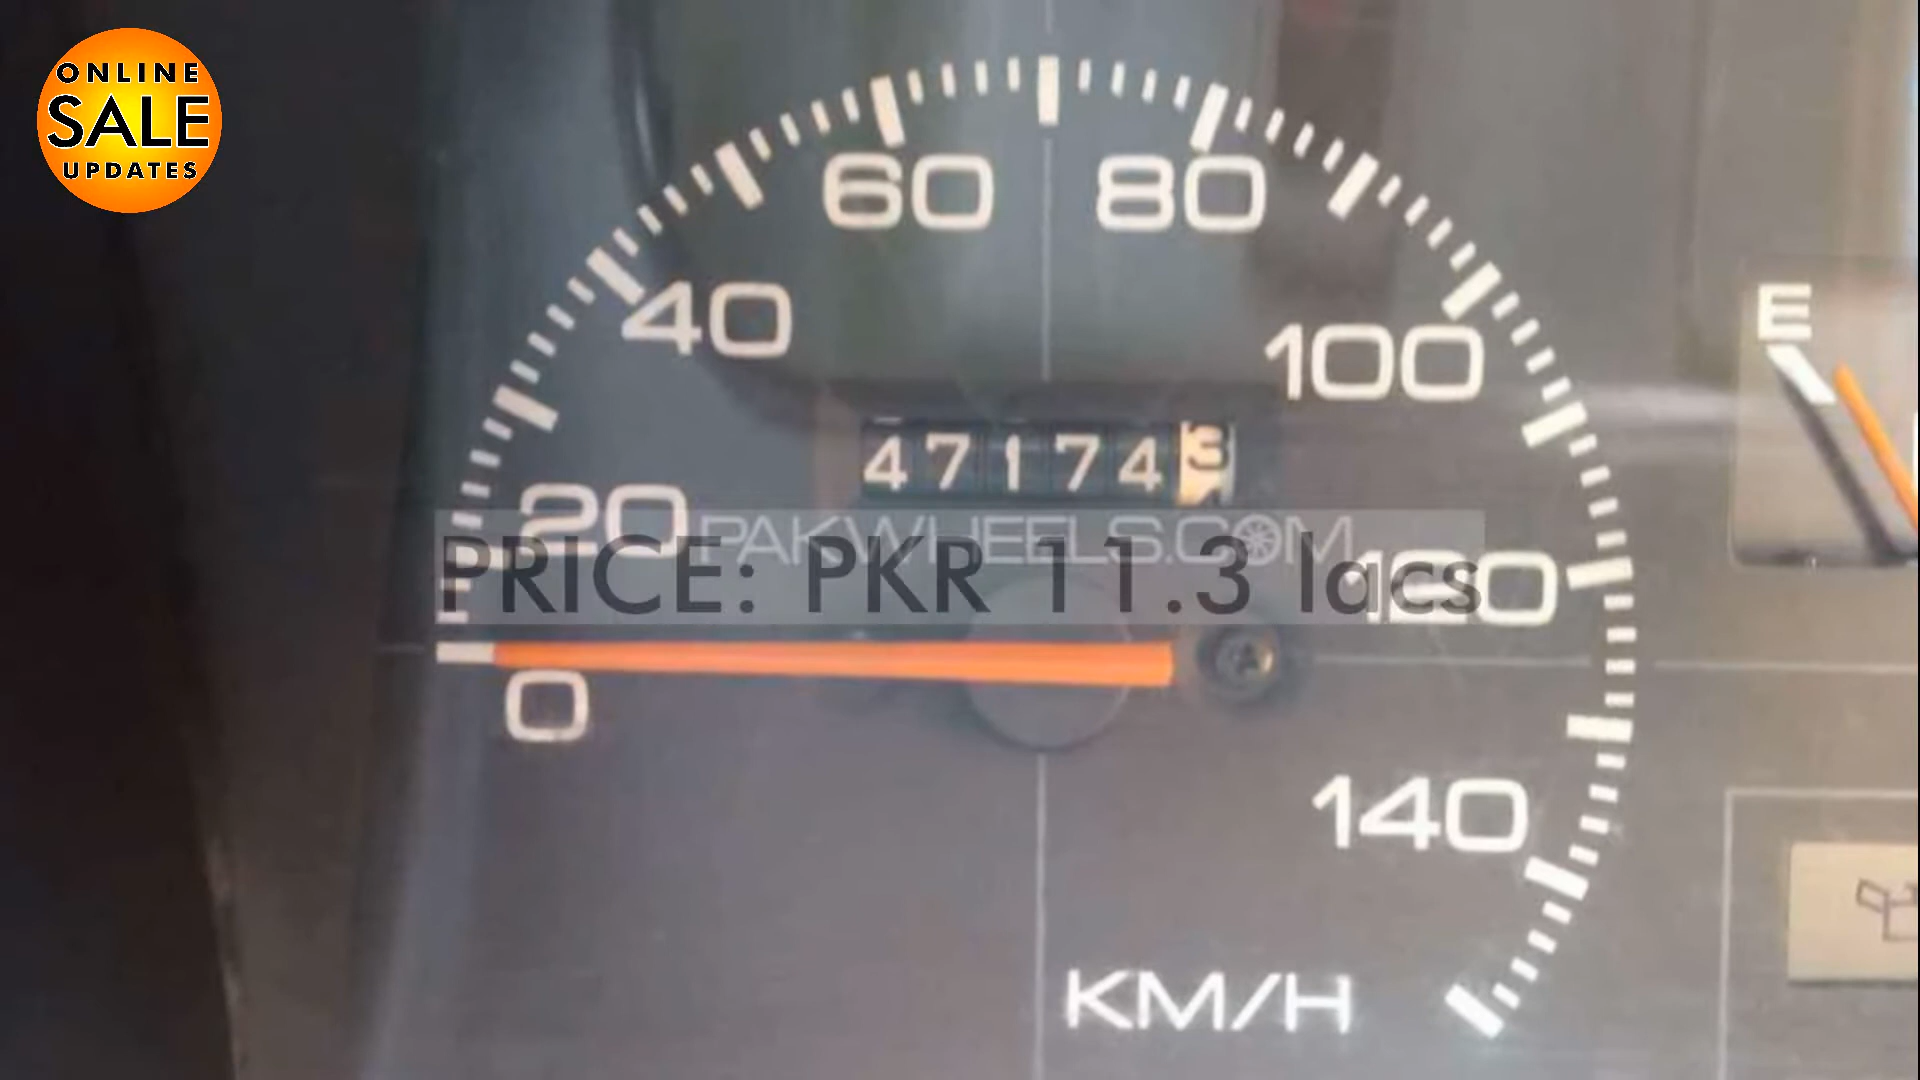 ONLINE
SALE
UPDATES
60 80
40
100
E
47174 3
20
PAKWHEELS.COM
PRICE: PKR 11.3 lacs
120
0
140
KM/H